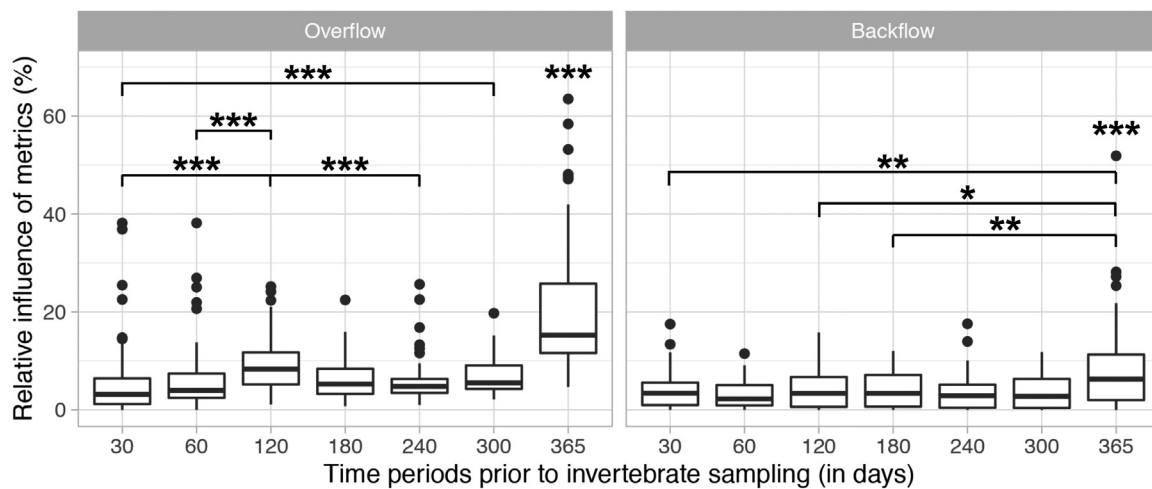 Overflow Backflow
Relative influence of metrics (%)
*** *** ***
*** **
*** *** *
**
60
40
20
0
30 60 120 180 240 300 365 30 60 120 180 240 300 365
Time periods prior to invertebrate sampling (in days)